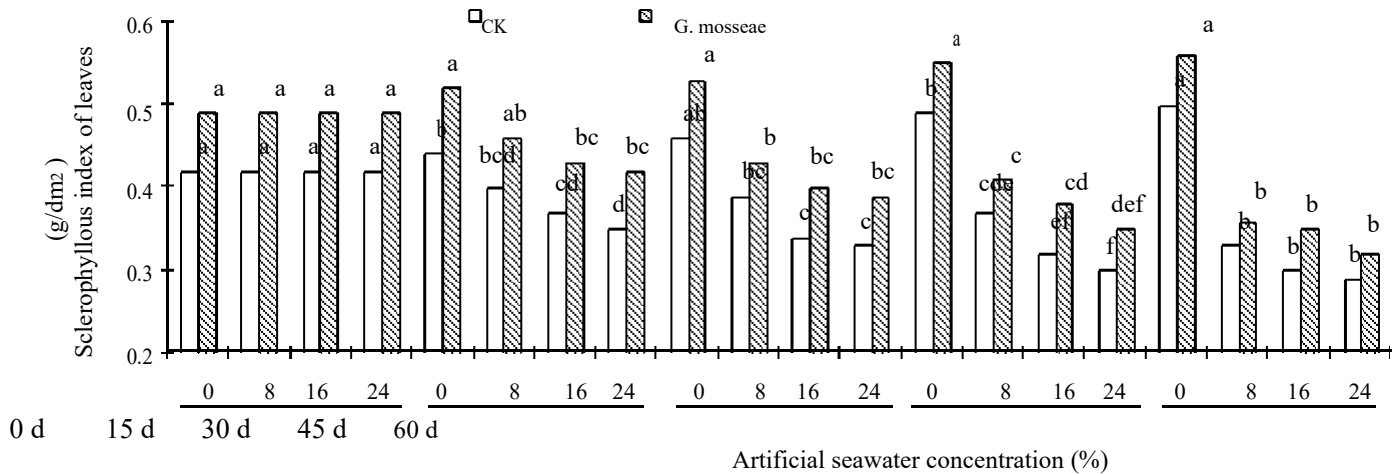 0.6
CK G. mosseae
a a a a a a a a a
b ab ab b b
0.5
a a a a bcd cd bc bc d
bc bc bc c c
cde de c cd ef def f
a b b b b b b
0.4
0.3
0.2
Sclerophyllous index of leaves
(g/dm2 )
0 8 16 24 0 8 16 24 0 8 16 24 0 8 16 24 0 8 16 24
0 d 15 d 30 d 45 d 60 d
Artificial seawater concentration (%)